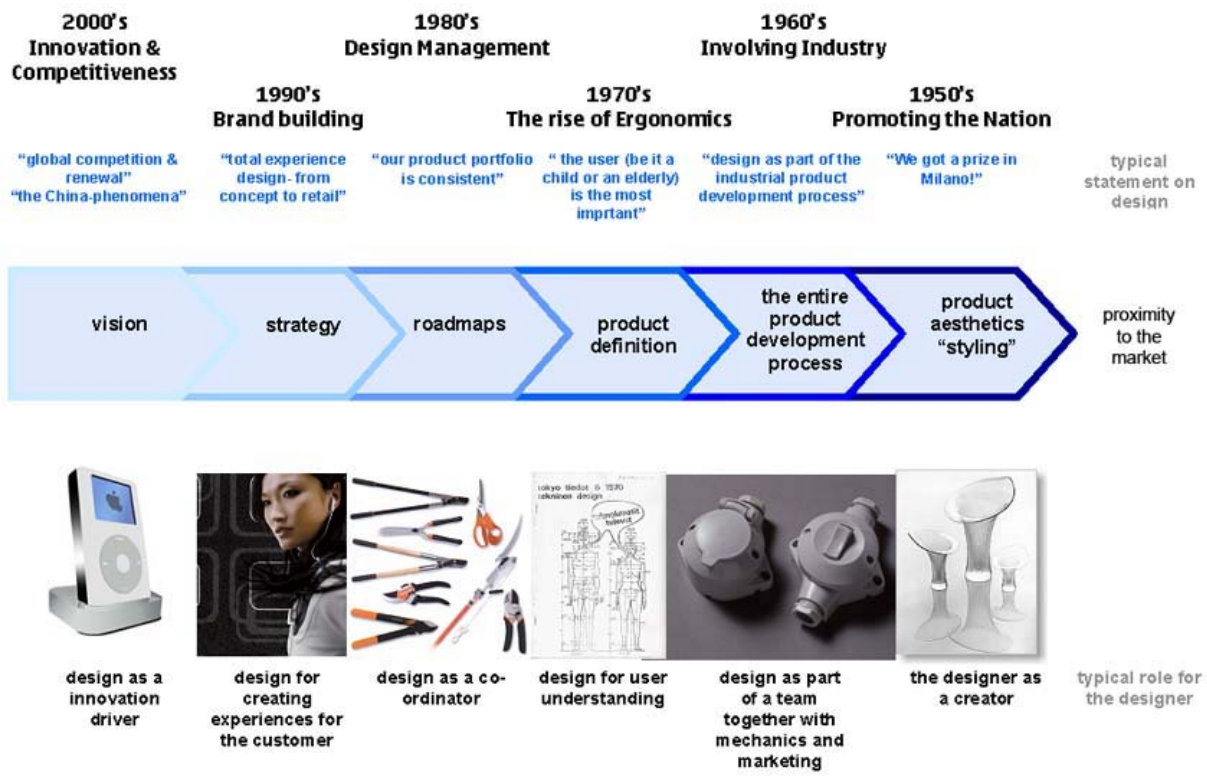 2000's
Innovation &
Competitiveness
1980's
Design Management
1960's
Involving Industry
1990's
Brand building
1970's
The rise of Ergonomics
1950's
Promoting the Nation
“global competition &
renewal”
“the China-phenomena”
“total experience
design- from
concept to retail”
“our product portfolio
is consistent”
“ the user (be it a
child or an elderly)
is the most
imprtant”
“design as part of the
industrial product
development process”
“We got a prize in
Milano!”
typical
statement on
design
vision
strategy
roadmaps
product
definition
the entire
product
development
process
product
aesthetics
“styling”
proximity
to the
market
tiedot 6 1970
design
design as a
innovation
driver
design for
creating
experiences for
the customer
design as a co-
ordinator
design for user
understanding
design as part
of a team
together with
mechanics and
marketing
the designer as
a creator
typical role for
the designer